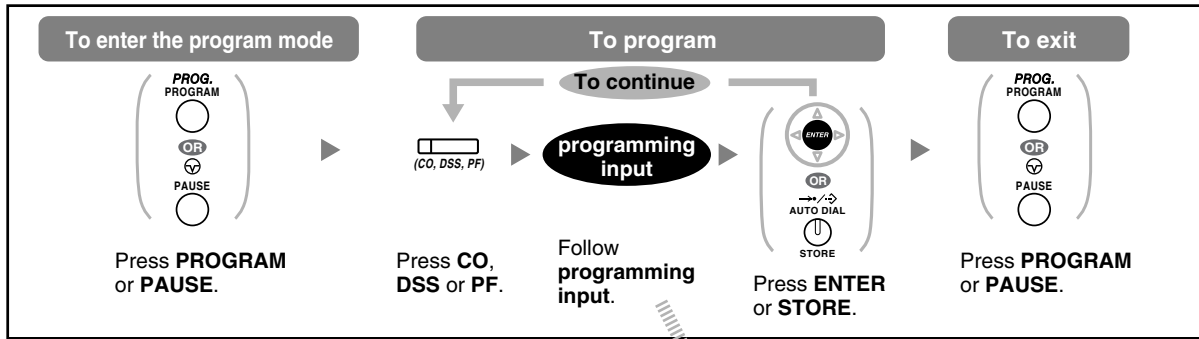 To enter the program mode
To program
To exit
To continue
PROG.
PROGRAM
OR
PAUSE
Press PROGRAM
or PAUSE.
(CO, DSS, PF)
Press CO,
DSS or PF.
programming
input
Follow
programming
input.
ENTER
OR
AUTO DIAL
STORE
Press ENTER
or STORE.
PROG.
PROGRAM
OR
PAUSE
Press PROGRAM
or PAUSE.